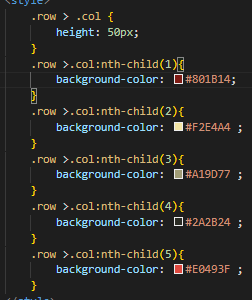 <style>
.row > .col {
height: 50px;
}
.row >.col:nth-child(1){
background-color: #801B14;
}
.row >.col:nth-child(2){
background-color: #F2E4A4 ;
}
.row >.col:nth-child(3){
background-color: #A19D77 ;
}
.row >.col:nth-child(4){
background-color: #2A2B24 ;
}
.row >.col:nth-child(5){
background-color: #E0493F ;
}
</style>